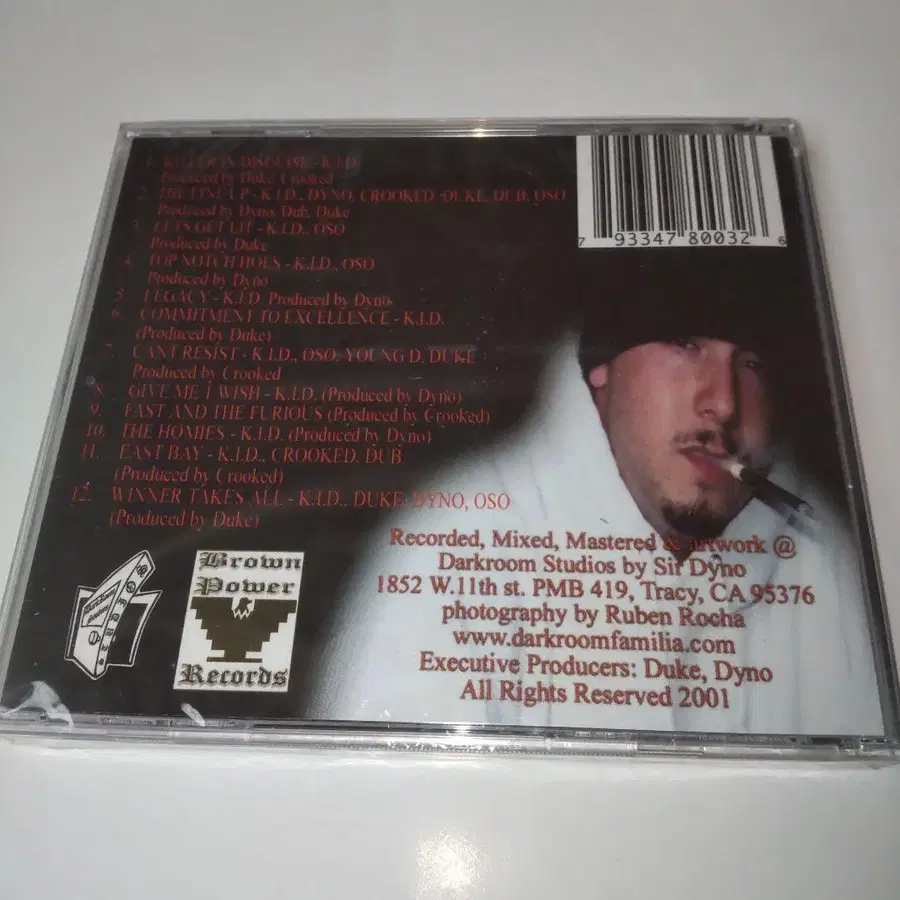 1. KILLER IN DISGUISE - K.I.D.
Produced by Duke, Crooked
2. THE LINE UP - K.I.D., DYNO, CROOKED, DUKE, DUB, OSO
Produced by Dyno, Dub, Duke
3. LETS GET LIT - K.I.D., OSO
Produced by Duke
4. TOP NOTCH HOES - K.I.D., OSO
Produced by Dyno
5. LEGACY - K.I.D. Produced by Dyno
6. COMMITMENT TO EXCELLENCE - K.I.D.
(Produced by Duke)
7. CANT RESIST - K.I.D., OSO, YOUNG D, DUKE
Produced by Crooked
8. GIVE ME 1 WISH - K.I.D. (Produced by Dyno)
9. FAST AND THE FURIOUS (Produced by Crooked)
10. THE HOMIES - K.I.D. (Produced by Dyno)
11. EAST BAY - K.I.D., CROOKED, DUB
(Produced by Crooked)
12. WINNER TAKES ALL - K.I.D., DUKE, DYNO, OSO
(Produced by Duke)
7 93347 80032 6
Brown
Power
Records
Recorded, Mixed, Mastered & artwork @
Darkroom Studios by Sir Dyno
1852 W.11th st. PMB 419, Tracy, CA 95376
photography by Ruben Rocha
www.darkroomfamilia.com
Executive Producers: Duke, Dyno
All Rights Reserved 2001